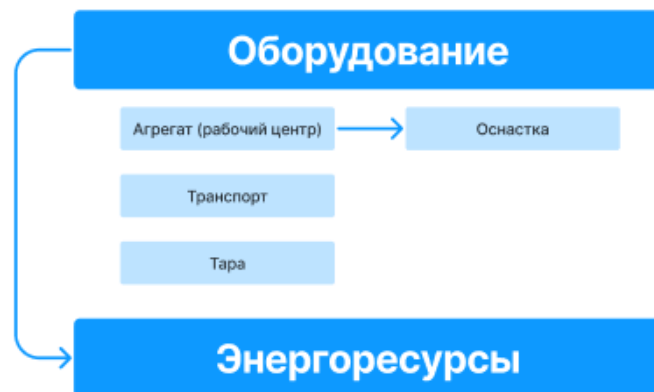 Оборудование
Агрегат (рабочий центр)
Оснастка
Транспорт
Тара
Энергоресурсы